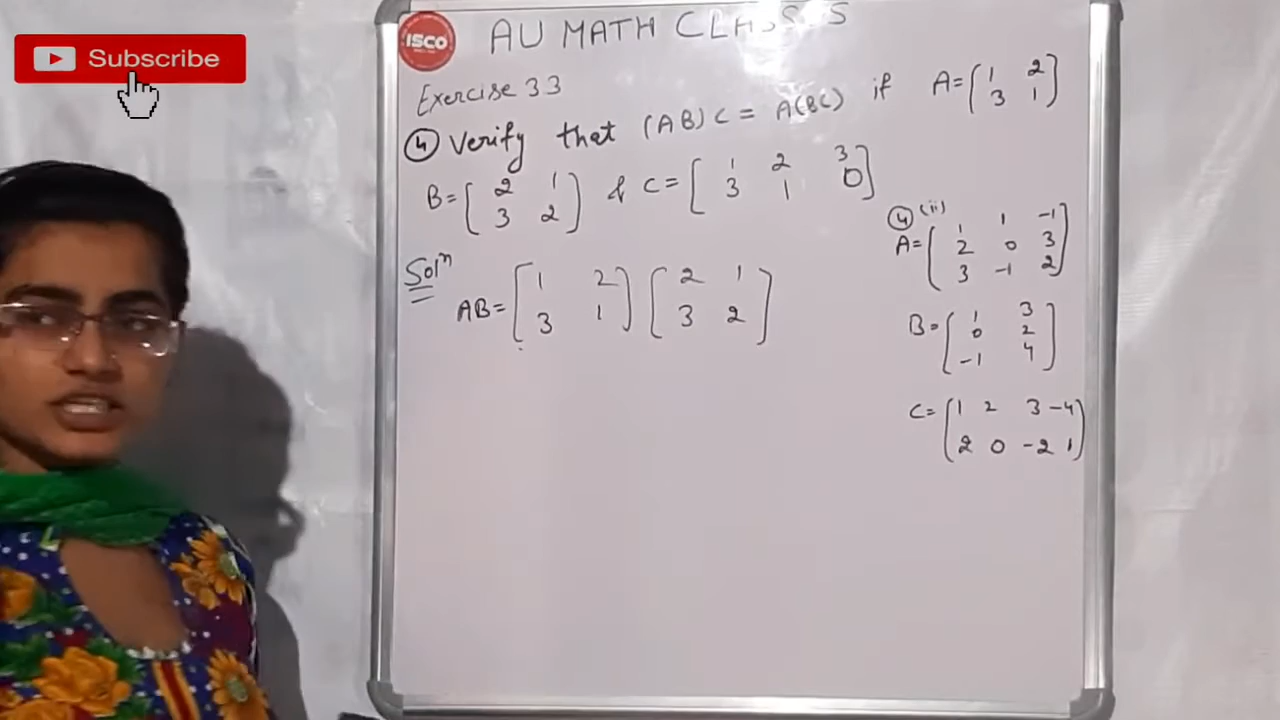 Subscribe
ISCO
AU MATH CLASSES
Exercise 33
④ Verify that (AB)C = A(BC) if A=[1 2
3 1]
B=[2 1
3 2] & C=[1 2 3
3 1 0]
Solⁿ
AB=[1 2
3 1][2 1
3 2]
④(ii)
A=[1 1 -1
2 0 3
3 -1 2]
B=[1 3
0 2
-1 4]
C=[1 2 3 -4
2 0 -2 1]